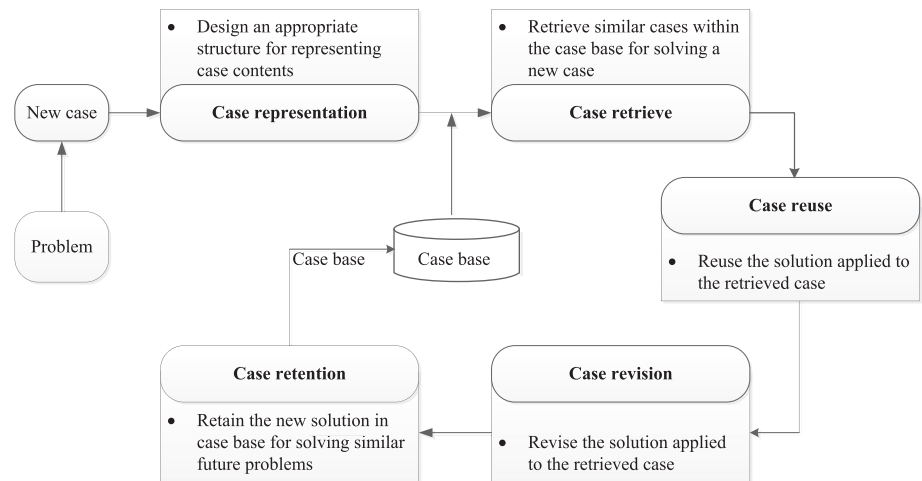 • Design an appropriate
structure for representing
case contents
• Retrieve similar cases within
the case base for solving a
new case
New case
Case representation
Case retrieve
Problem
Case reuse
• Reuse the solution applied to
the retrieved case
Case base
Case base
Case retention
Case revision
• Retain the new solution in
case base for solving similar
future problems
• Revise the solution applied
to the retrieved case